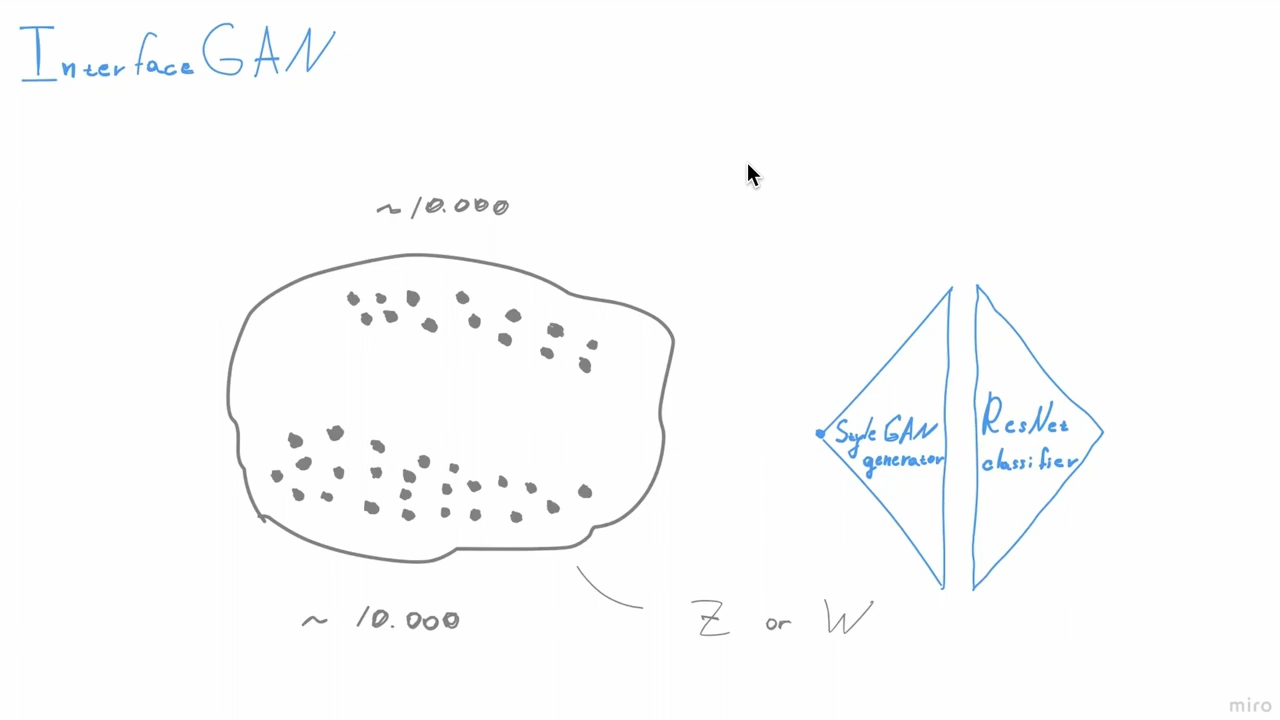 InterfaceGAN
~10.000
StyleGAN
generator
ResNet
classifier
~ 10.000
Z or W
miro